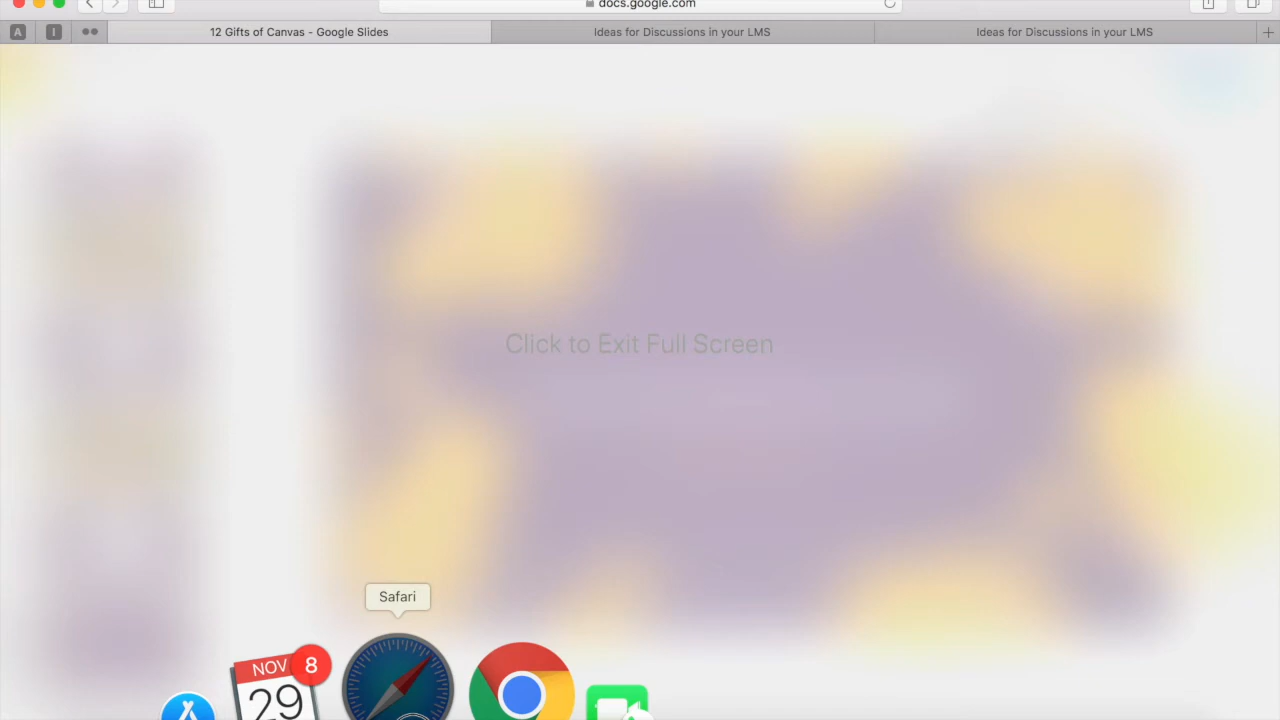 docs.google.com
A
I
12 Gifts of Canvas - Google Slides
Ideas for Discussions in your LMS
Ideas for Discussions in your LMS
Click to Exit Full Screen
Safari
NOV
8
29